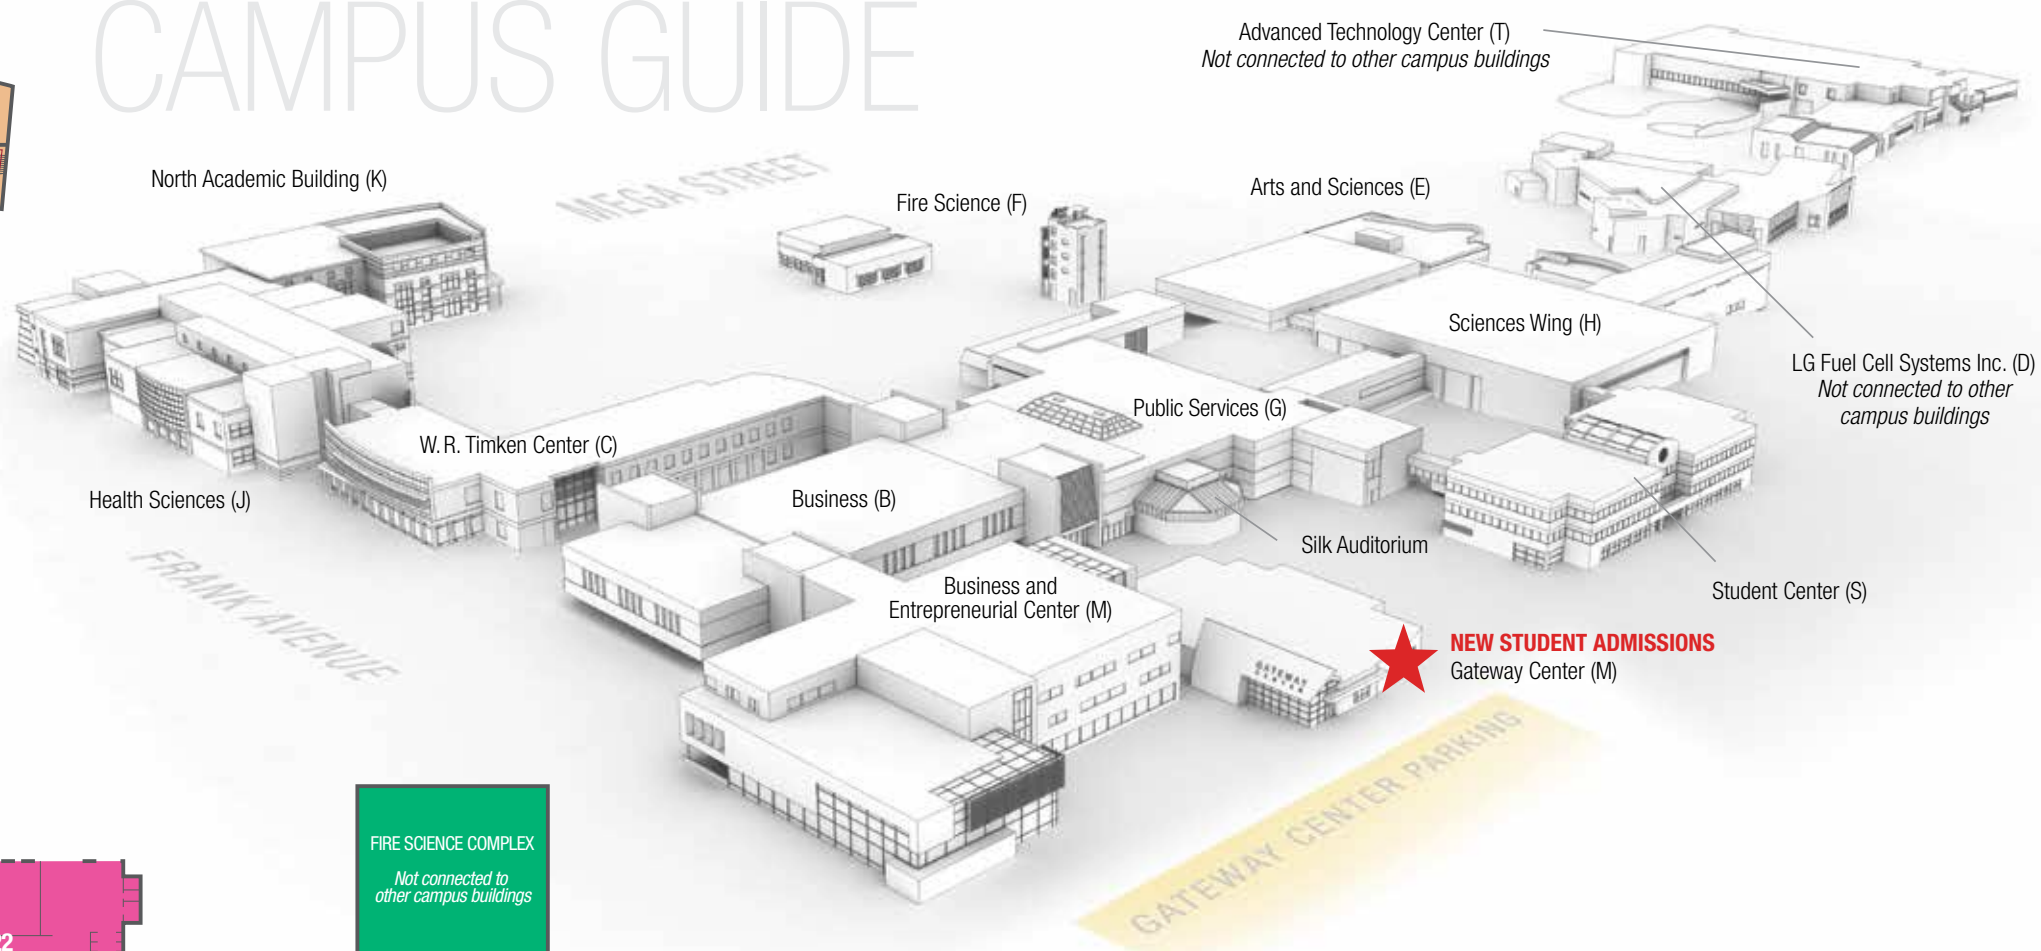 CAMPUS GUIDE
Advanced Technology Center (T)
Not connected to other campus buildings
North Academic Building (K)
MEGA STREET
Fire Science (F)
Arts and Sciences (E)
Sciences Wing (H)
LG Fuel Cell Systems Inc. (D)
Not connected to other
campus buildings
Public Services (G)
W. R. Timken Center (C)
Health Sciences (J)
Business (B)
Silk Auditorium
Student Center (S)
Business and
Entrepreneurial Center (M)
FRANK AVENUE
NEW STUDENT ADMISSIONS
Gateway Center (M)
GATEWAY
CENTER
GATEWAY CENTER PARKING
FIRE SCIENCE COMPLEX
Not connected to
other campus buildings